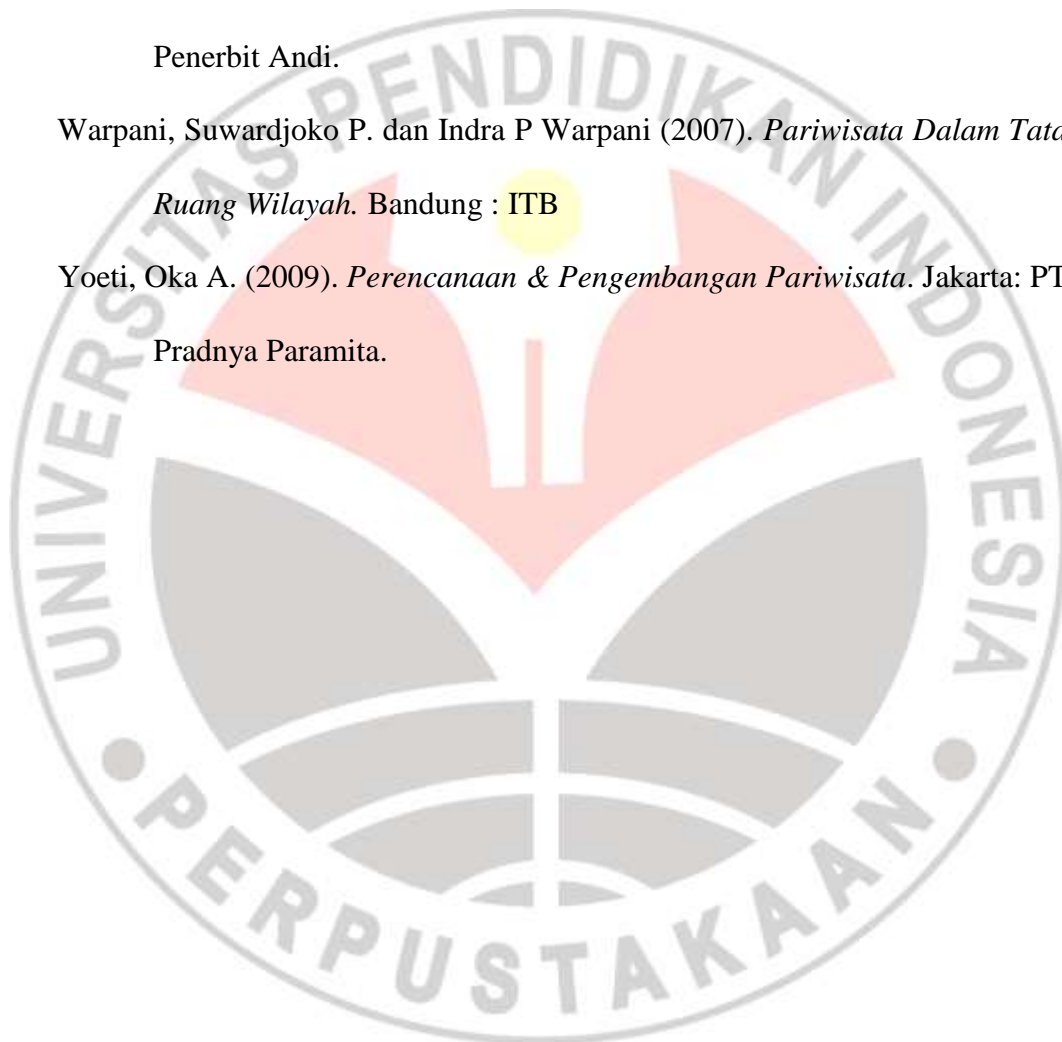 Penerbit Andi.
Warpani, Suwardjoko P. dan Indra P Warpani (2007). Pariwisata Dalam Tata
Ruang Wilayah. Bandung : ITB
Yoeti, Oka A. (2009). Perencanaan & Pengembangan Pariwisata. Jakarta: PT
Pradnya Paramita.
UNIVERSITAS PENDIDIKAN INDONESIA
PERPUSTAKAAN